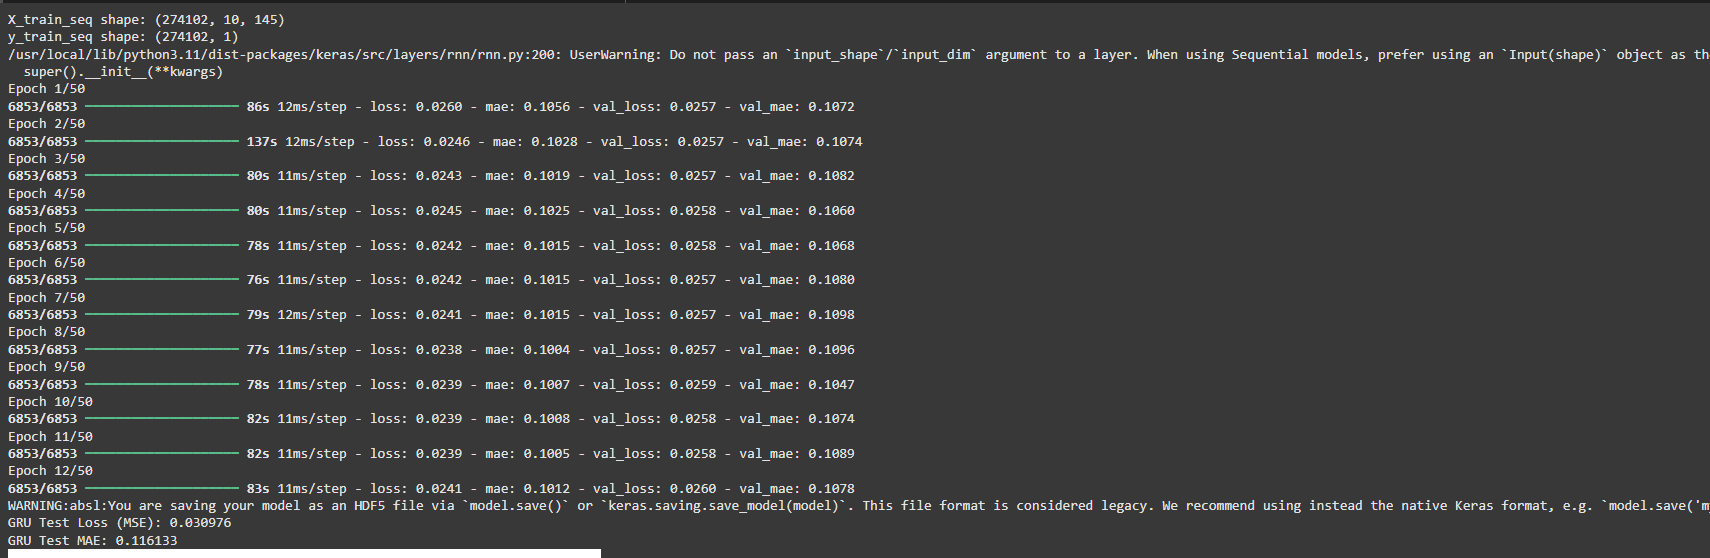 X_train_seq shape: (274102, 10, 145)
y_train_seq shape: (274102, 1)
/usr/local/lib/python3.11/dist-packages/keras/src/layers/rnn/rnn.py:200: UserWarning: Do not pass an `input_shape`/`input_dim` argument to a layer. When using Sequential models, prefer using an `Input(shape)` object as the
super().__init__(**kwargs)
Epoch 1/50
6853/6853 ━━━━━━━━━━━━━━━━━━━━ 86s 12ms/step - loss: 0.0260 - mae: 0.1056 - val_loss: 0.0257 - val_mae: 0.1072
Epoch 2/50
6853/6853 ━━━━━━━━━━━━━━━━━━━━ 137s 12ms/step - loss: 0.0246 - mae: 0.1028 - val_loss: 0.0257 - val_mae: 0.1074
Epoch 3/50
6853/6853 ━━━━━━━━━━━━━━━━━━━━ 80s 11ms/step - loss: 0.0243 - mae: 0.1019 - val_loss: 0.0257 - val_mae: 0.1082
Epoch 4/50
6853/6853 ━━━━━━━━━━━━━━━━━━━━ 80s 11ms/step - loss: 0.0245 - mae: 0.1025 - val_loss: 0.0258 - val_mae: 0.1060
Epoch 5/50
6853/6853 ━━━━━━━━━━━━━━━━━━━━ 78s 11ms/step - loss: 0.0242 - mae: 0.1015 - val_loss: 0.0258 - val_mae: 0.1068
Epoch 6/50
6853/6853 ━━━━━━━━━━━━━━━━━━━━ 76s 11ms/step - loss: 0.0242 - mae: 0.1015 - val_loss: 0.0257 - val_mae: 0.1080
Epoch 7/50
6853/6853 ━━━━━━━━━━━━━━━━━━━━ 79s 12ms/step - loss: 0.0241 - mae: 0.1015 - val_loss: 0.0257 - val_mae: 0.1098
Epoch 8/50
6853/6853 ━━━━━━━━━━━━━━━━━━━━ 77s 11ms/step - loss: 0.0238 - mae: 0.1004 - val_loss: 0.0257 - val_mae: 0.1096
Epoch 9/50
6853/6853 ━━━━━━━━━━━━━━━━━━━━ 78s 11ms/step - loss: 0.0239 - mae: 0.1007 - val_loss: 0.0259 - val_mae: 0.1047
Epoch 10/50
6853/6853 ━━━━━━━━━━━━━━━━━━━━ 82s 11ms/step - loss: 0.0239 - mae: 0.1008 - val_loss: 0.0258 - val_mae: 0.1074
Epoch 11/50
6853/6853 ━━━━━━━━━━━━━━━━━━━━ 82s 11ms/step - loss: 0.0239 - mae: 0.1005 - val_loss: 0.0258 - val_mae: 0.1089
Epoch 12/50
6853/6853 ━━━━━━━━━━━━━━━━━━━━ 83s 11ms/step - loss: 0.0241 - mae: 0.1012 - val_loss: 0.0260 - val_mae: 0.1078
WARNING:absl:You are saving your model as an HDF5 file via `model.save()` or `keras.saving.save_model(model)`. This file format is considered legacy. We recommend using instead the native Keras format, e.g. `model.save('m
GRU Test Loss (MSE): 0.030976
GRU Test MAE: 0.116133